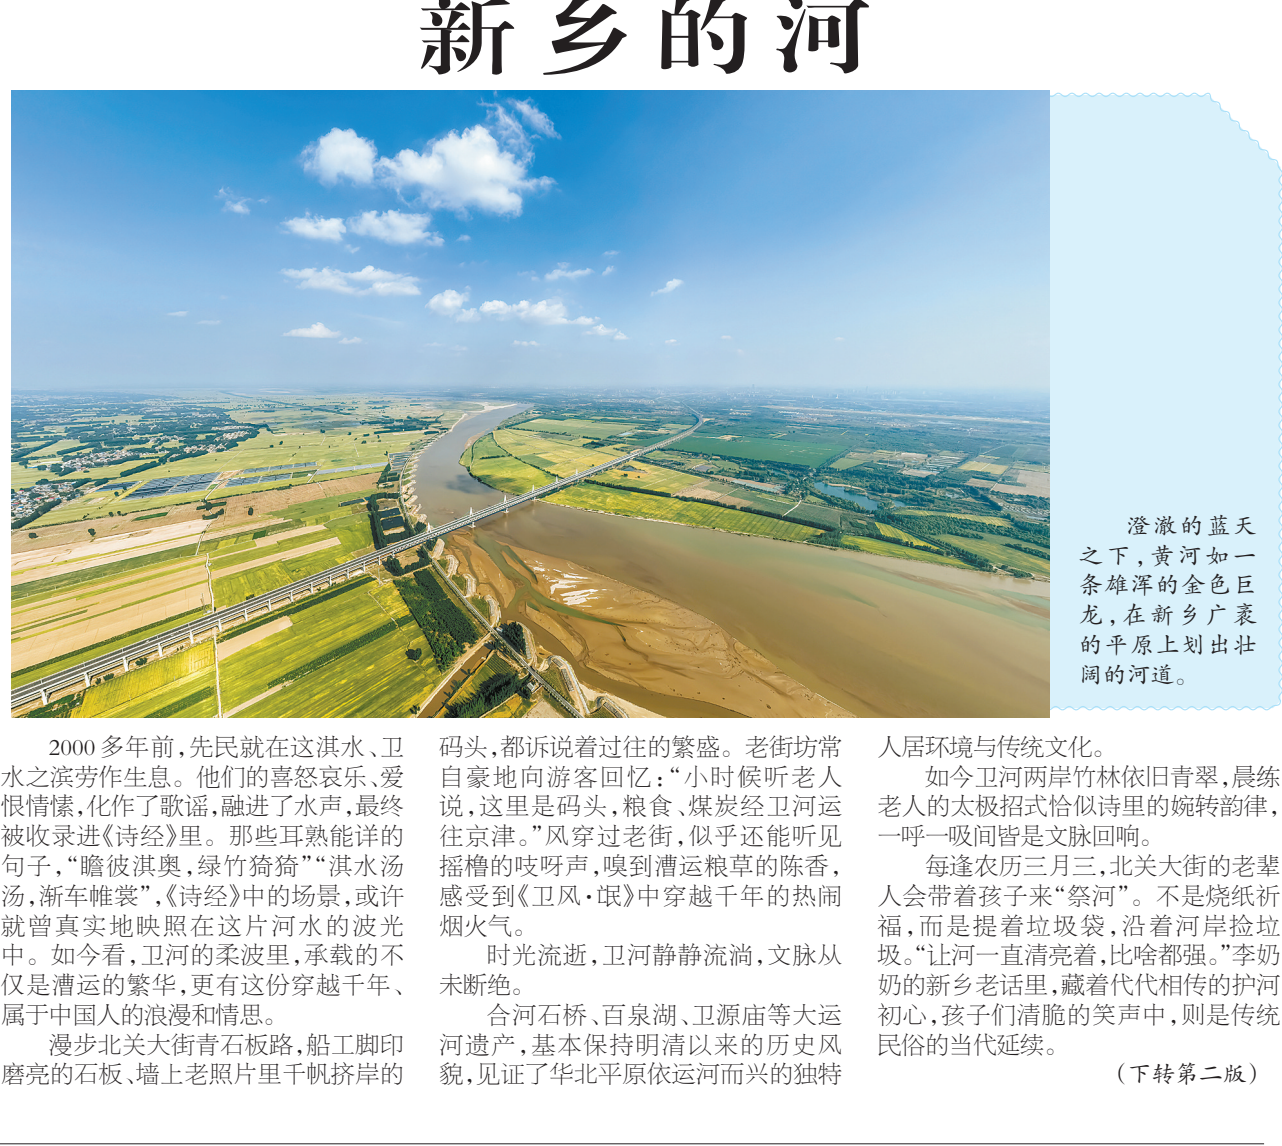 新乡的河
澄澈的蓝天
之下，黄河如一
条雄浑的金色巨
龙，在新乡广袤
的平原上划出壮
阔的河道。
2000多年前，先民就在这淇水、卫
水之滨劳作生息。他们的喜怒哀乐、爱
恨情愫，化作了歌谣，融进了水声，最终
被收录进《诗经》里。那些耳熟能详的
句子，“瞻彼淇奥，绿竹猗猗”“淇水汤
汤，渐车帷裳”，《诗经》中的场景，或许
就曾真实地映照在这片河水的波光
中。如今看，卫河的柔波里，承载的不
仅是漕运的繁华，更有这份穿越千年、
属于中国人的浪漫和情思。
漫步北关大街青石板路，船工脚印
磨亮的石板、墙上老照片里千帆挤岸的
码头，都诉说着过往的繁盛。老街坊常
自豪地向游客回忆：“小时候听老人
说，这里是码头，粮食、煤炭经卫河运
往京津。”风穿过老街，似乎还能听见
摇橹的吱呀声，嗅到漕运粮草的陈香，
感受到《卫风·氓》中穿越千年的热闹
烟火气。
时光流逝，卫河静静流淌，文脉从
未断绝。
合河石桥、百泉湖、卫源庙等大运
河遗产，基本保持明清以来的历史风
貌，见证了华北平原依运河而兴的独特
人居环境与传统文化。
如今卫河两岸竹林依旧青翠，晨练
老人的太极招式恰似诗里的婉转韵律，
一呼一吸间皆是文脉回响。
每逢农历三月三，北关大街的老辈
人会带着孩子来“祭河”。不是烧纸祈
福，而是提着垃圾袋，沿着河岸捡垃
圾。“让河一直清亮着，比啥都强。”李奶
奶的新乡老话里，藏着代代相传的护河
初心，孩子们清脆的笑声中，则是传统
民俗的当代延续。
（下转第二版）